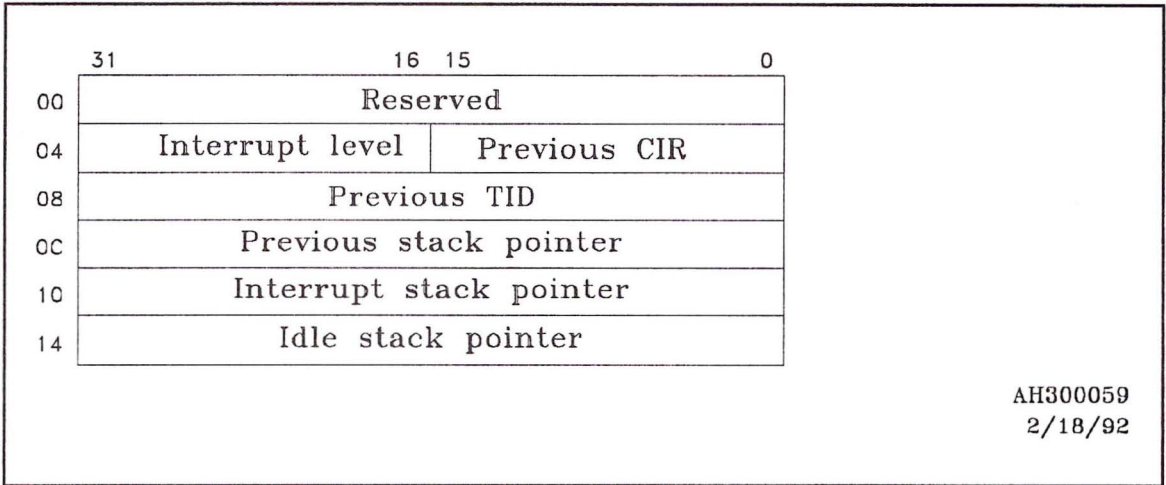 31 16 15 0
00 Reserved
04 Interrupt level Previous CIR
08 Previous TID
0C Previous stack pointer
10 Interrupt stack pointer
14 Idle stack pointer
AH300059
2/18/92